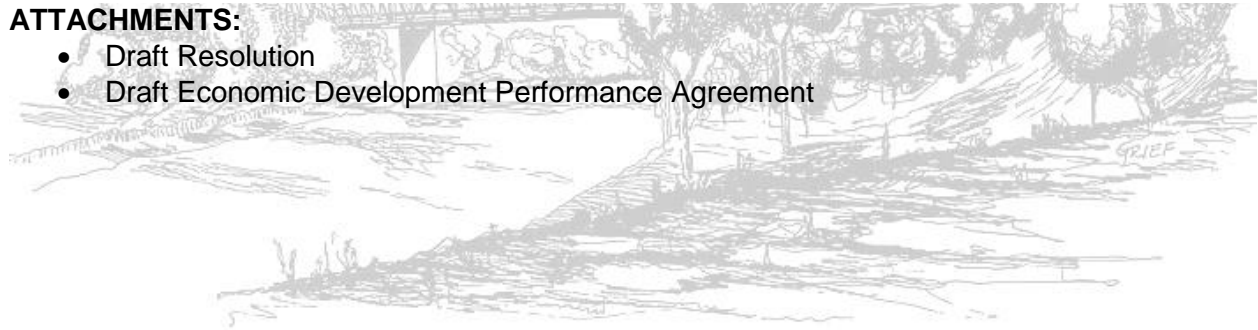 ATTACHMENTS:
• Draft Resolution
• Draft Economic Development Performance Agreement
GRIEF